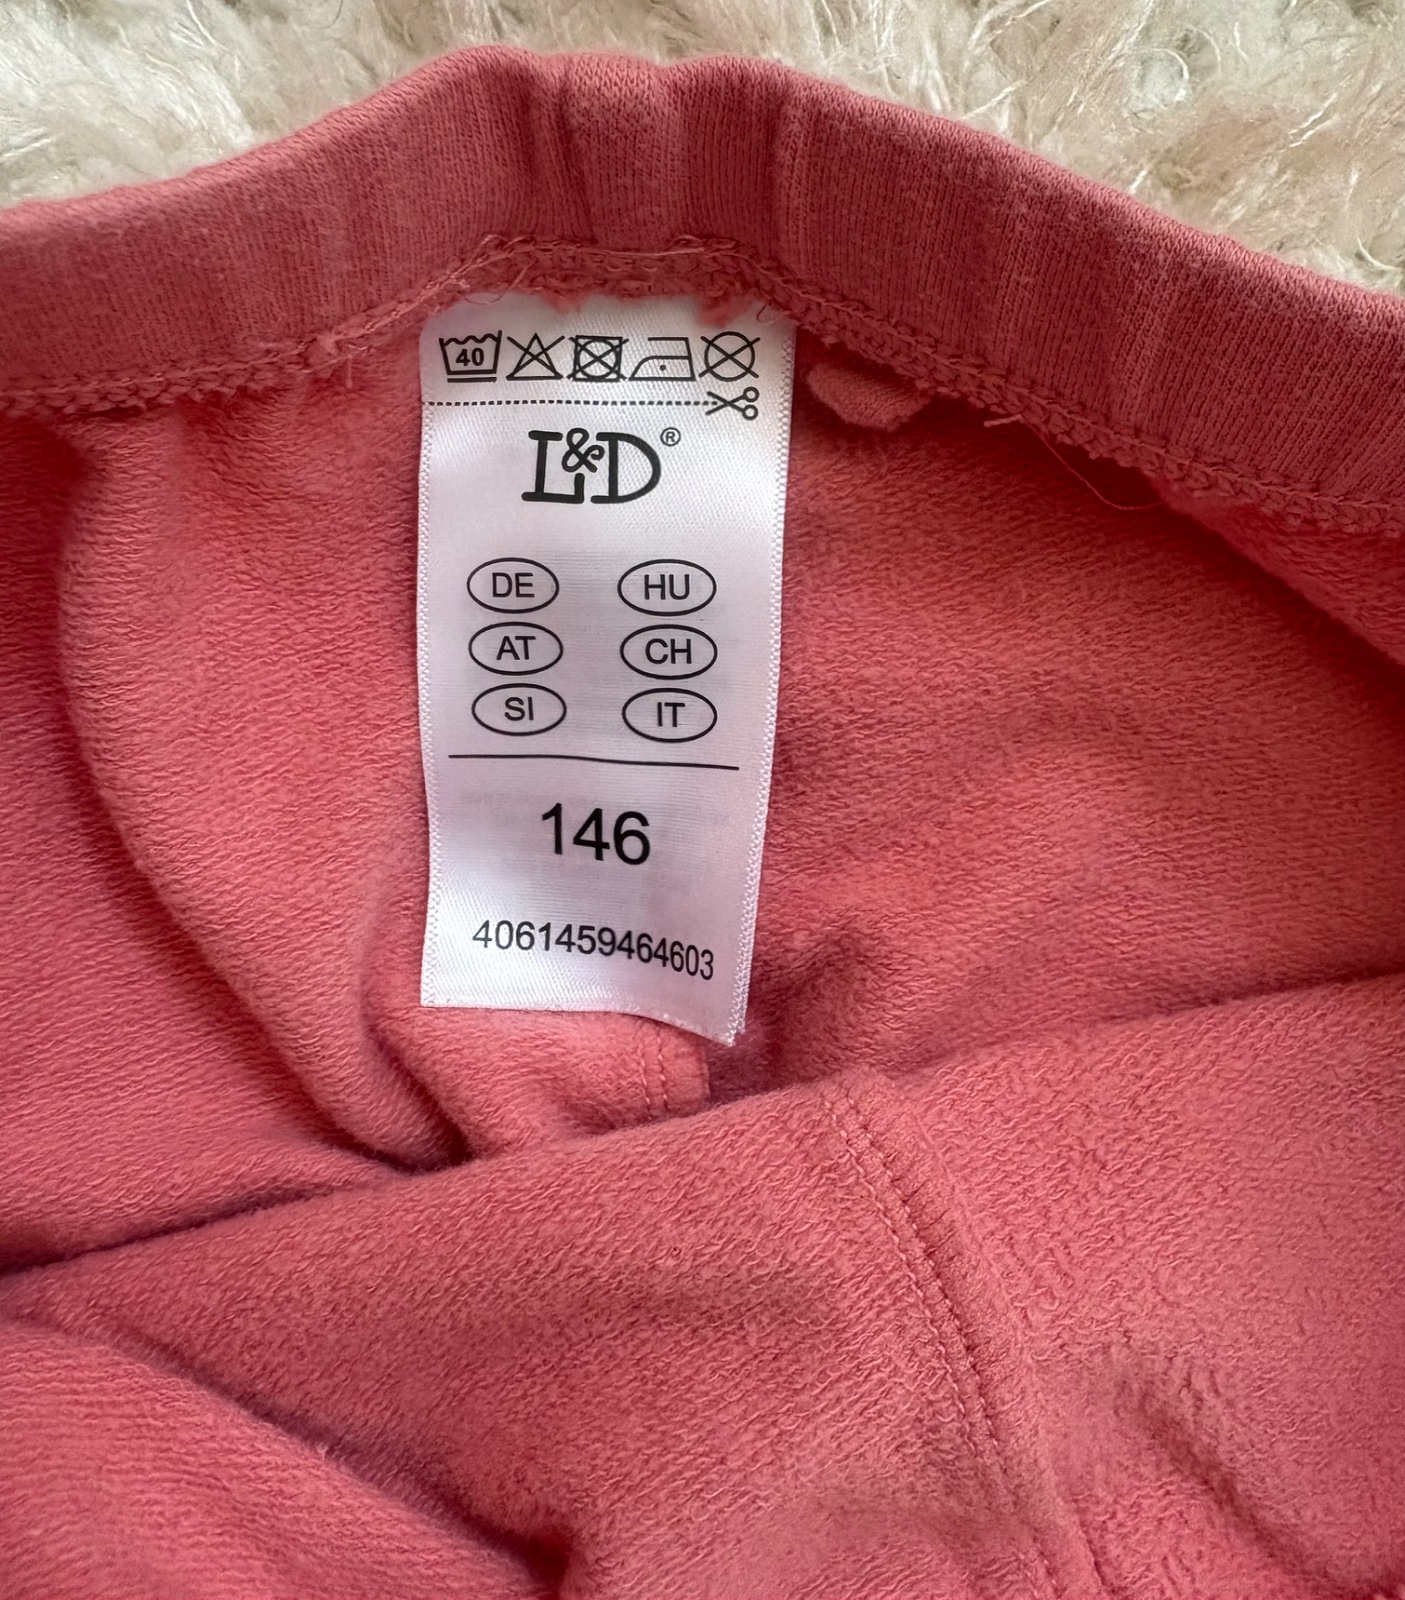 40
L&D®
DE HU
AT CH
SI IT
146
4061459464603